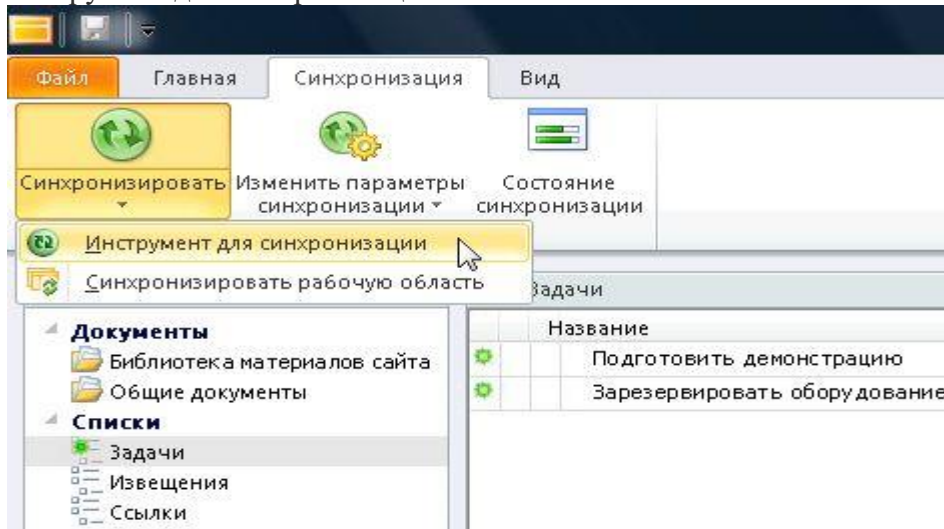 Файл Главная Синхронизация Вид
Синхронизировать Изменить параметры синхронизации Состояние синхронизации
Инструмент для синхронизации
Синхронизировать рабочую область
Задачи
Документы
Название
Библиотека материалов сайта
Подготовить демонстрацию
Общие документы
Зарезервировать оборудование
Списки
Задачи
Извещения
Ссылки